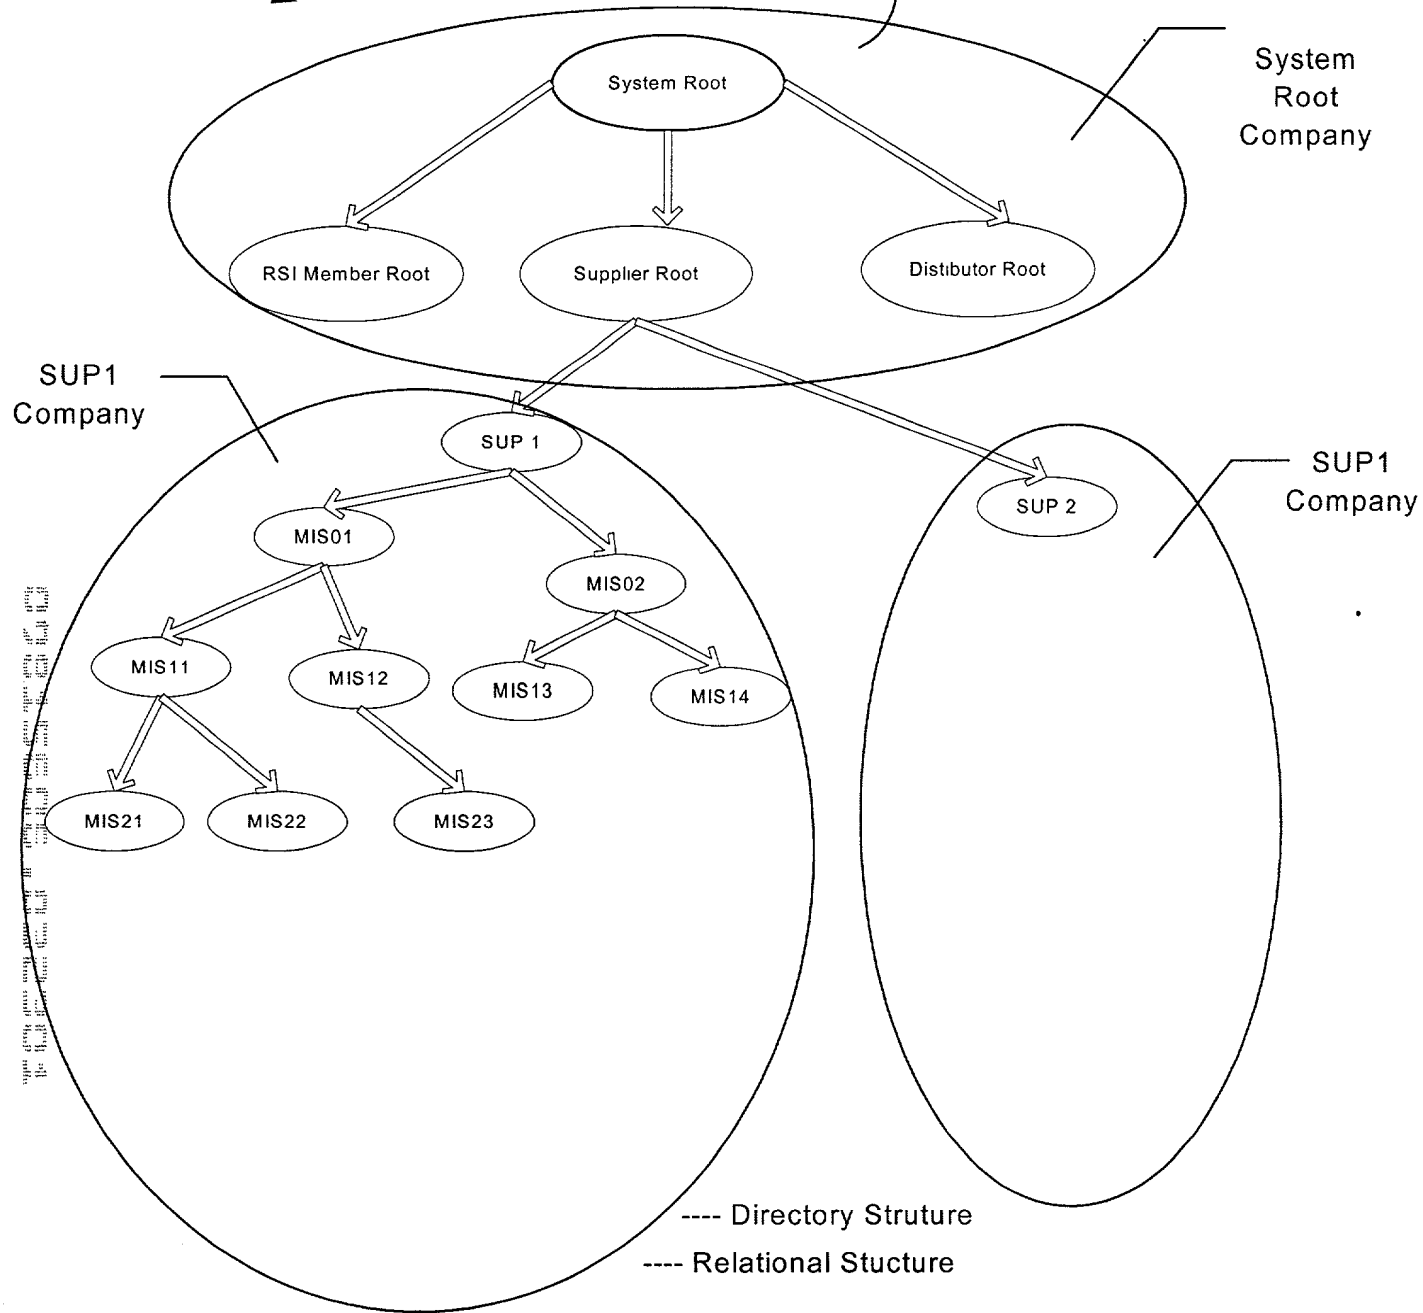 System Root
System
Root
Company
RSI Member Root
Supplier Root
Distibutor Root
SUP1
Company
SUP 1
SUP1
Company
SUP 2
MIS01
MIS02
MIS11
MIS12
MIS13
MIS14
MIS21
MIS22
MIS23
---- Directory Struture
---- Relational Stucture